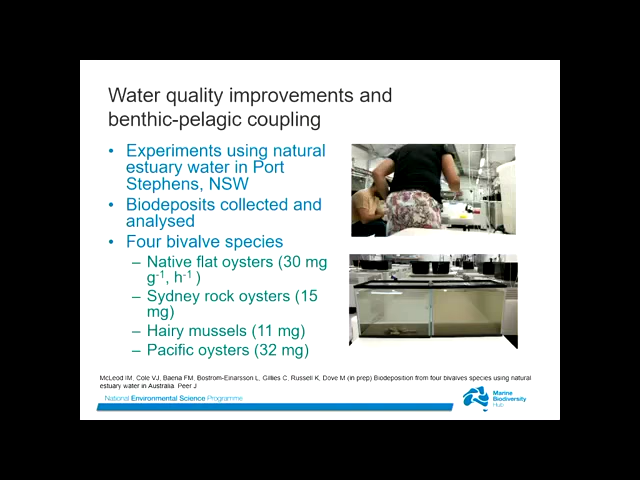 Water quality improvements and
benthic-pelagic coupling
• Experiments using natural
estuary water in Port
Stephens, NSW
• Biodeposits collected and
analysed
• Four bivalve species
– Native flat oysters (30 mg
g-1, h-1 )
– Sydney rock oysters (15
mg)
– Hairy mussels (11 mg)
– Pacific oysters (32 mg)
McLeod IM, Cole VJ, Baena FM, Bostrom-Einarsson L, Gillies C, Russell K, Dove M (in prep) Biodeposition from four bivalves species using natural
estuary water in Australia. Peer J
National Environmental Science Programme
Marine
Biodiversity
Hub